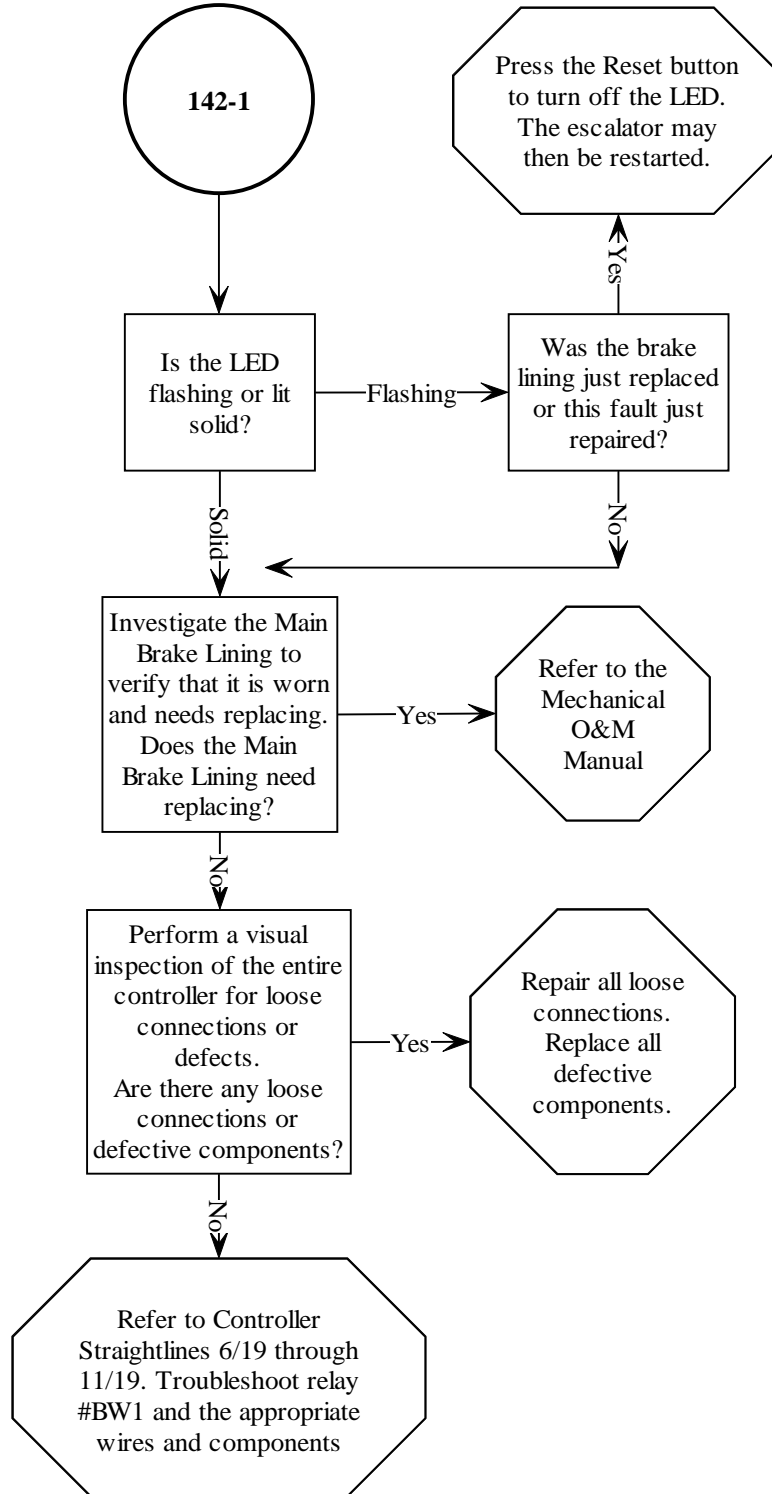 142-1
Press the Reset button
to turn off the LED.
The escalator may
then be restarted.
Yes
Is the LED
flashing or lit
solid?
Flashing
Was the brake
lining just replaced
or this fault just
repaired?
Solid
No
Investigate the Main
Brake Lining to
verify that it is worn
and needs replacing.
Does the Main
Brake Lining need
replacing?
Yes
Refer to the
Mechanical
O&M
Manual
No
Perform a visual
inspection of the entire
controller for loose
connections or
defects.
Are there any loose
connections or
defective components?
Yes
Repair all loose
connections.
Replace all
defective
components.
No
Refer to Controller
Straightlines 6/19 through
11/19. Troubleshoot relay
#BW1 and the appropriate
wires and components